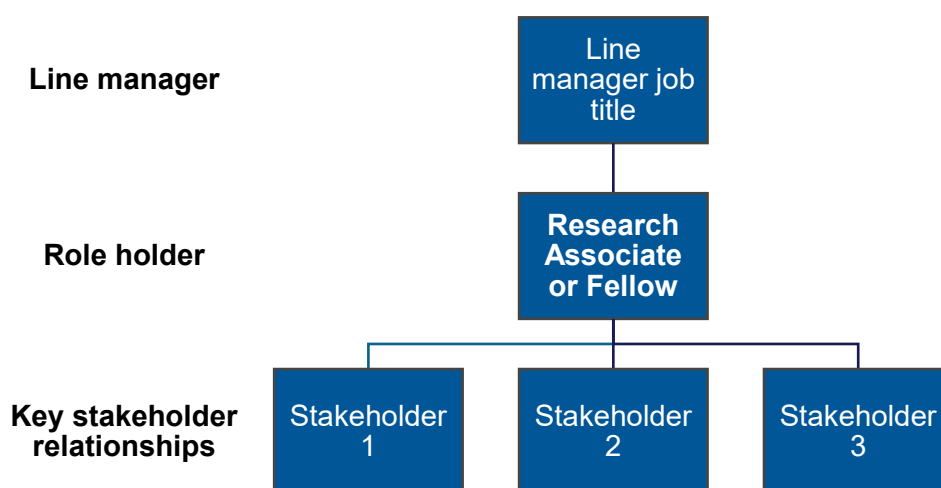 Line manager
Line
manager job
title
Role holder
Research
Associate
or Fellow
Key stakeholder
relationships
Stakeholder
1
Stakeholder
2
Stakeholder
3